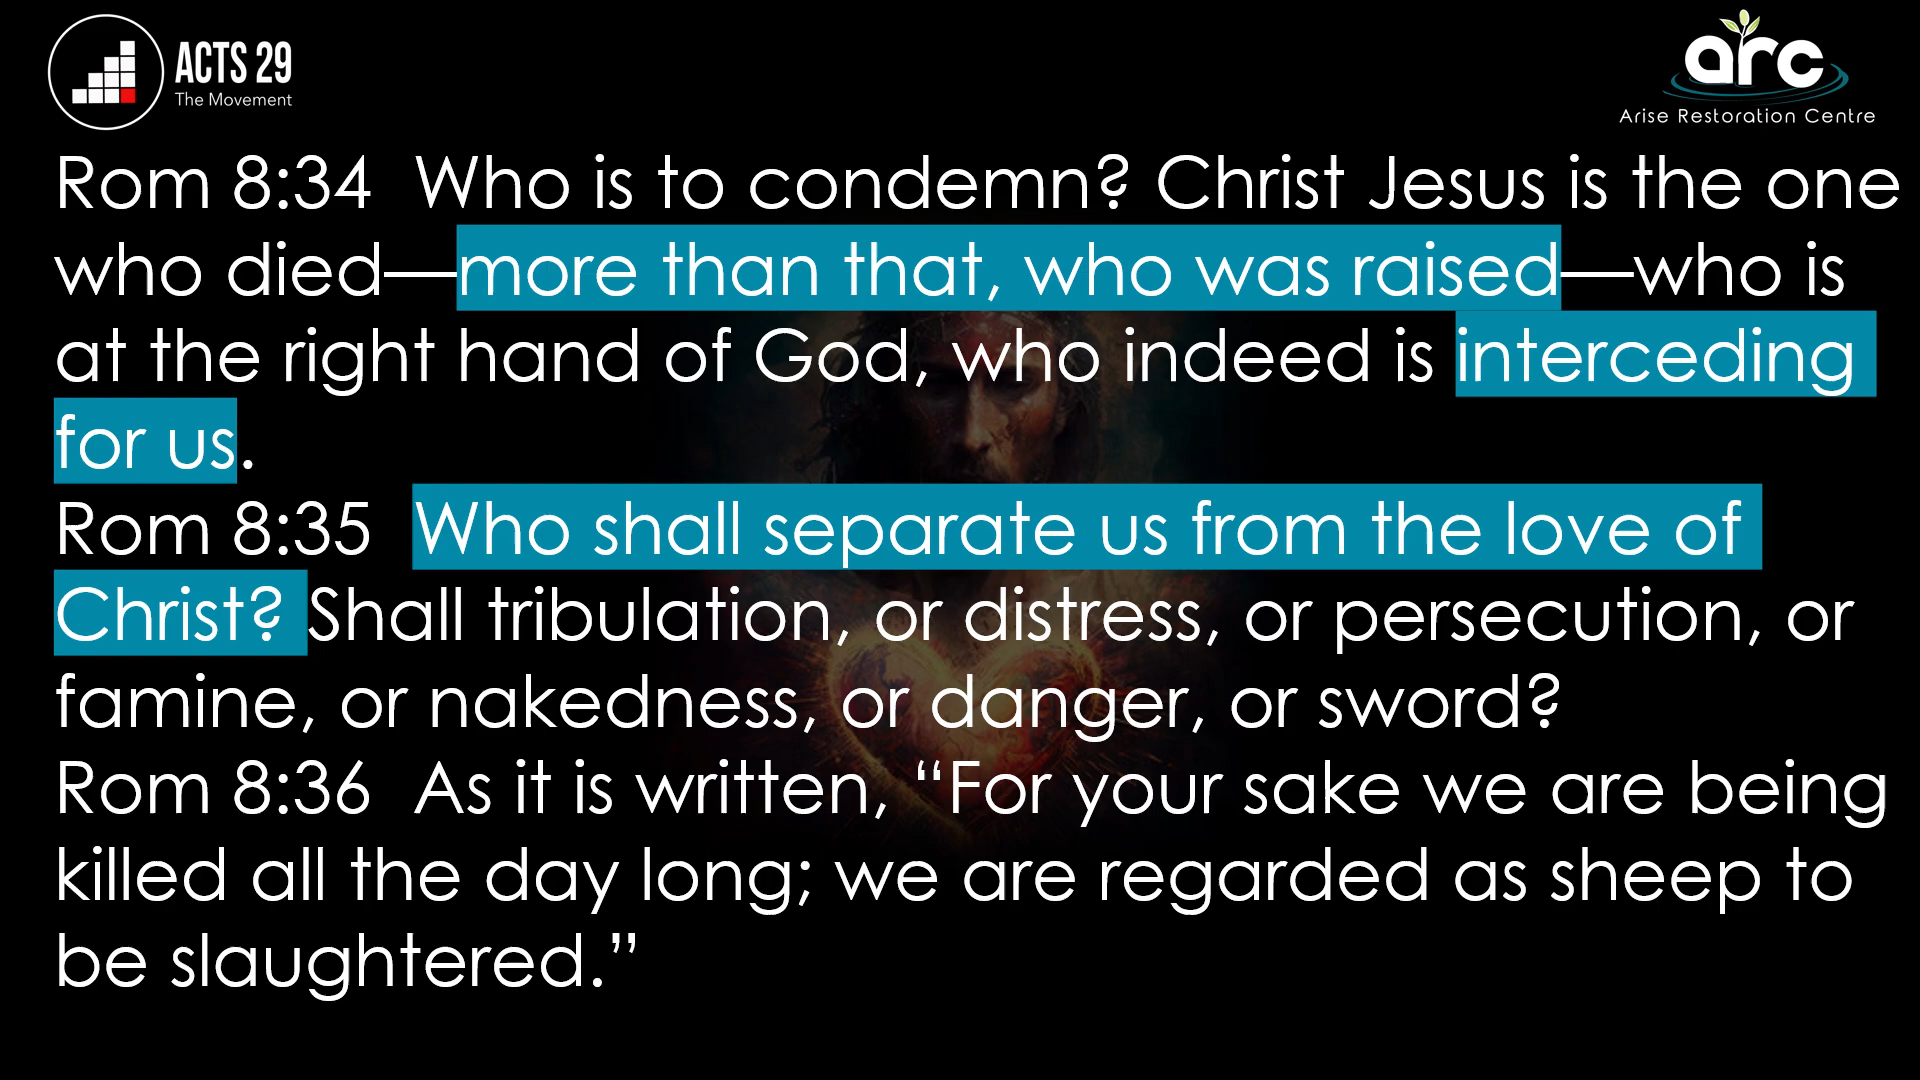 ACTS 29
The Movement
arc
Arise Restoration Centre
Rom 8:34  Who is to condemn? Christ Jesus is the one
who died—more than that, who was raised—who is
at the right hand of God, who indeed is interceding
for us.
Rom 8:35  Who shall separate us from the love of
Christ? Shall tribulation, or distress, or persecution, or
famine, or nakedness, or danger, or sword?
Rom 8:36  As it is written, “For your sake we are being
killed all the day long; we are regarded as sheep to
be slaughtered.”